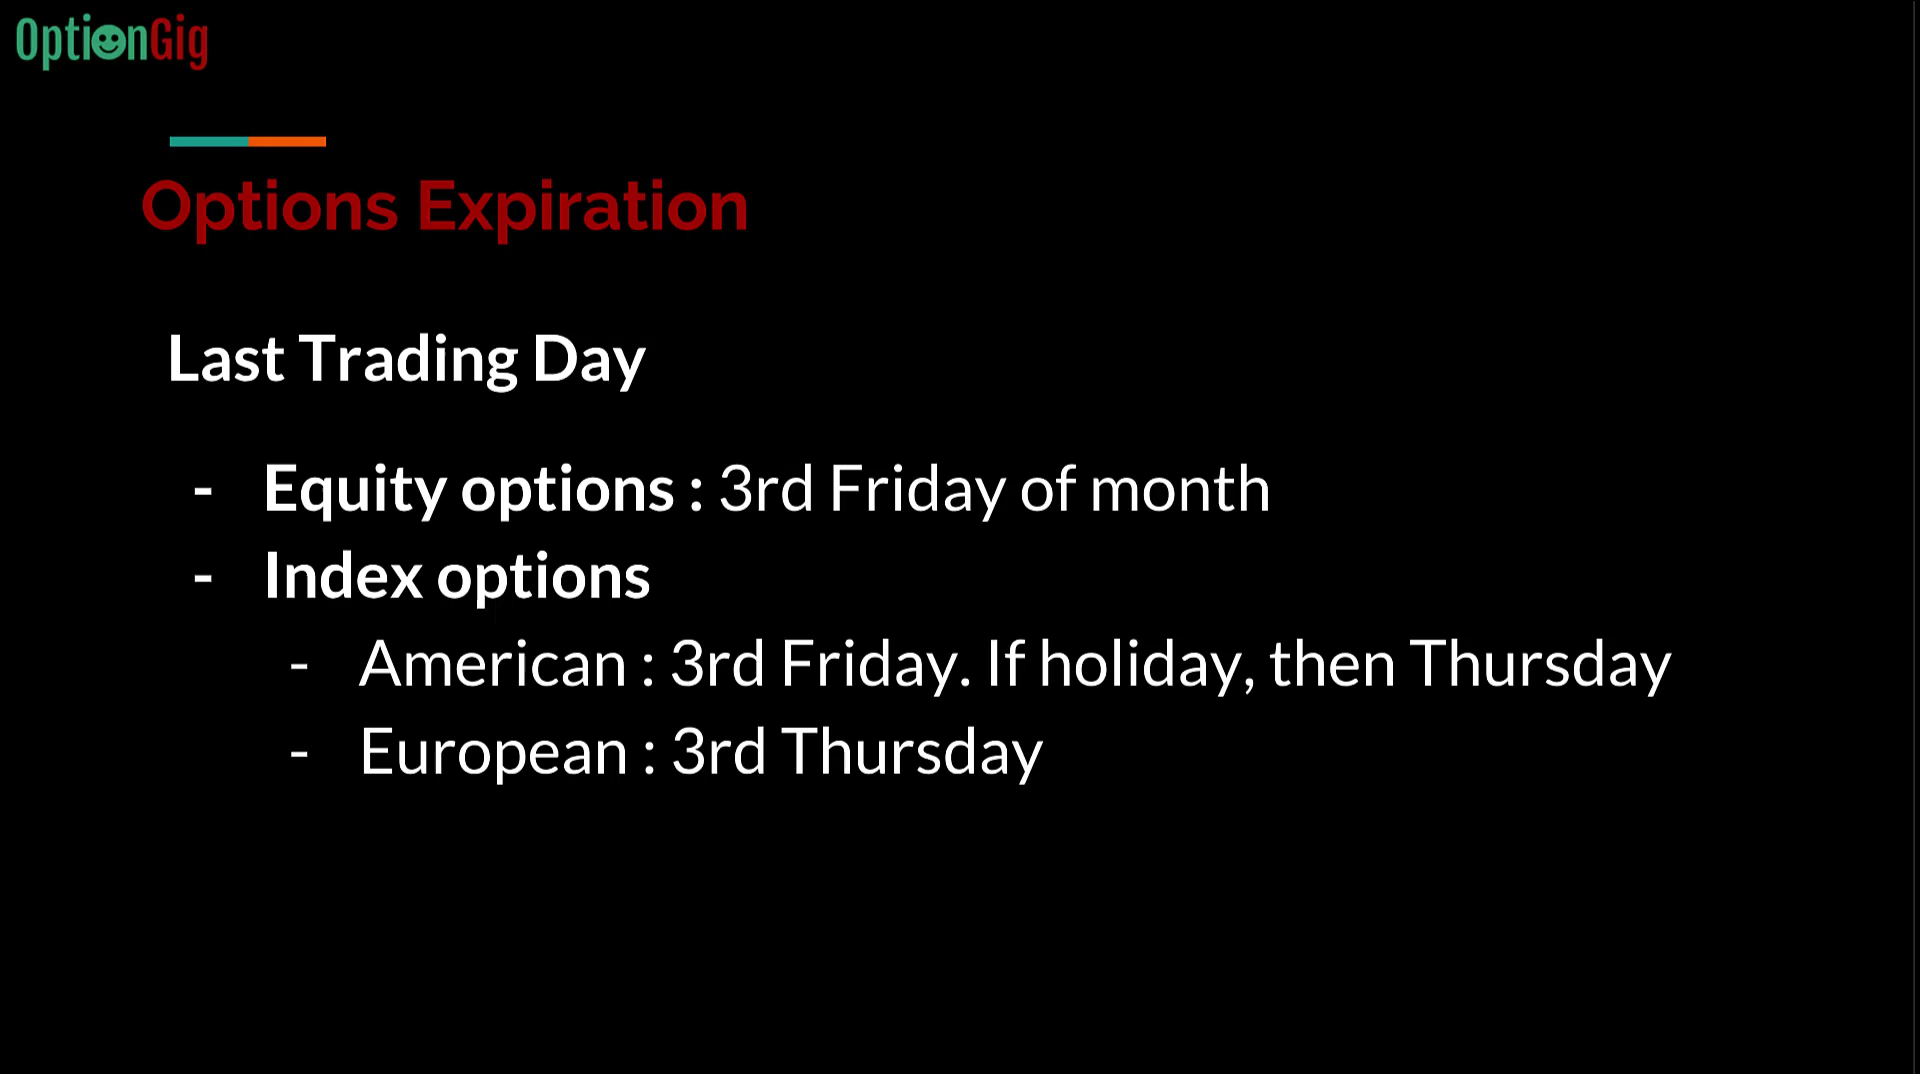 OptionGig
Options Expiration
Last Trading Day
- Equity options : 3rd Friday of month
- Index options
- American : 3rd Friday. If holiday, then Thursday
- European : 3rd Thursday